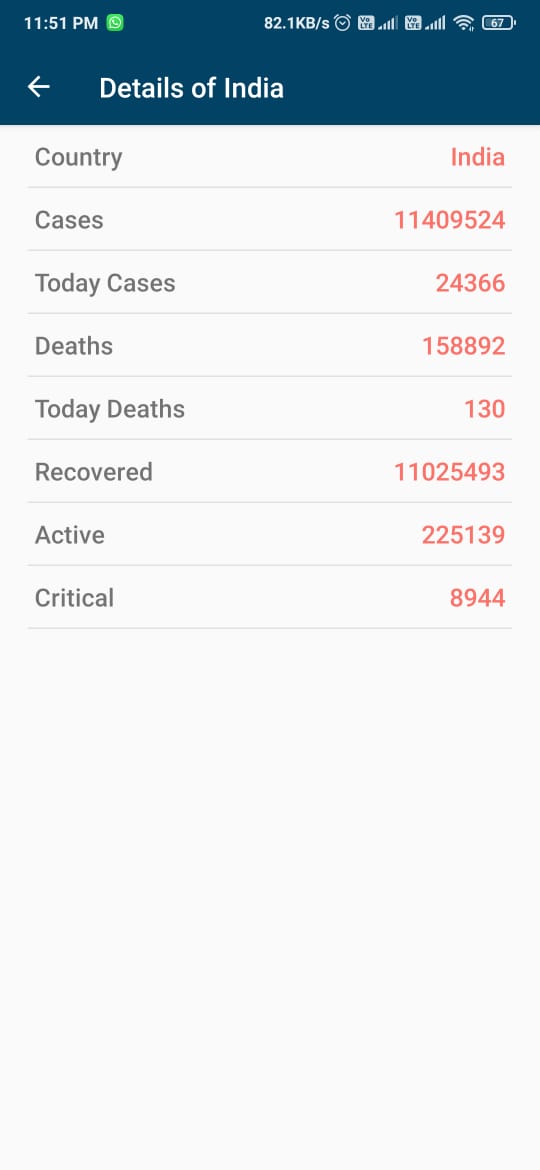 11:51 PM 82.1KB/s Vo LTE Vo LTE 67
Details of India
Country India
Cases 11409524
Today Cases 24366
Deaths 158892
Today Deaths 130
Recovered 11025493
Active 225139
Critical 8944